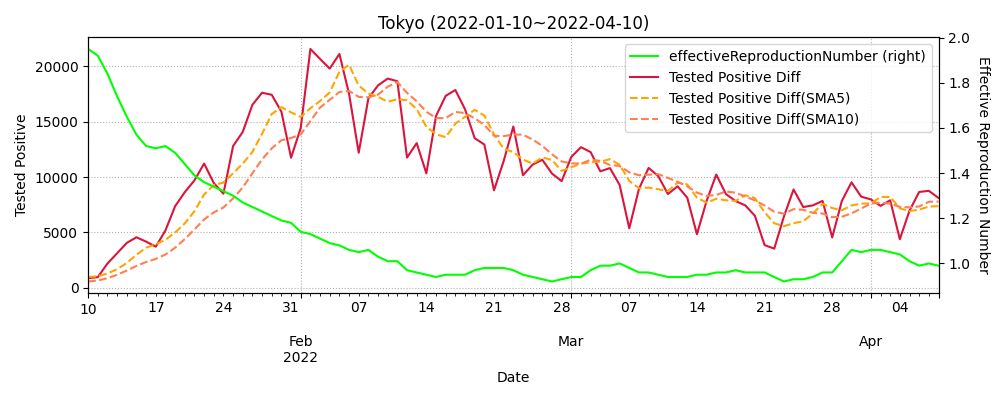 Tokyo (2022-01-10~2022-04-10)
effectiveReproductionNumber (right)
Tested Positive Diff
Tested Positive Diff(SMA5)
Tested Positive Diff(SMA10)
Tested Positive
20000
15000
10000
5000
0
2.0
1.8
1.6
1.4
1.2
1.0
Effective Reproduction Number
10 17 24 31 07 14 21 28 07 14 21 28 04
Feb Mar Apr
2022
Date